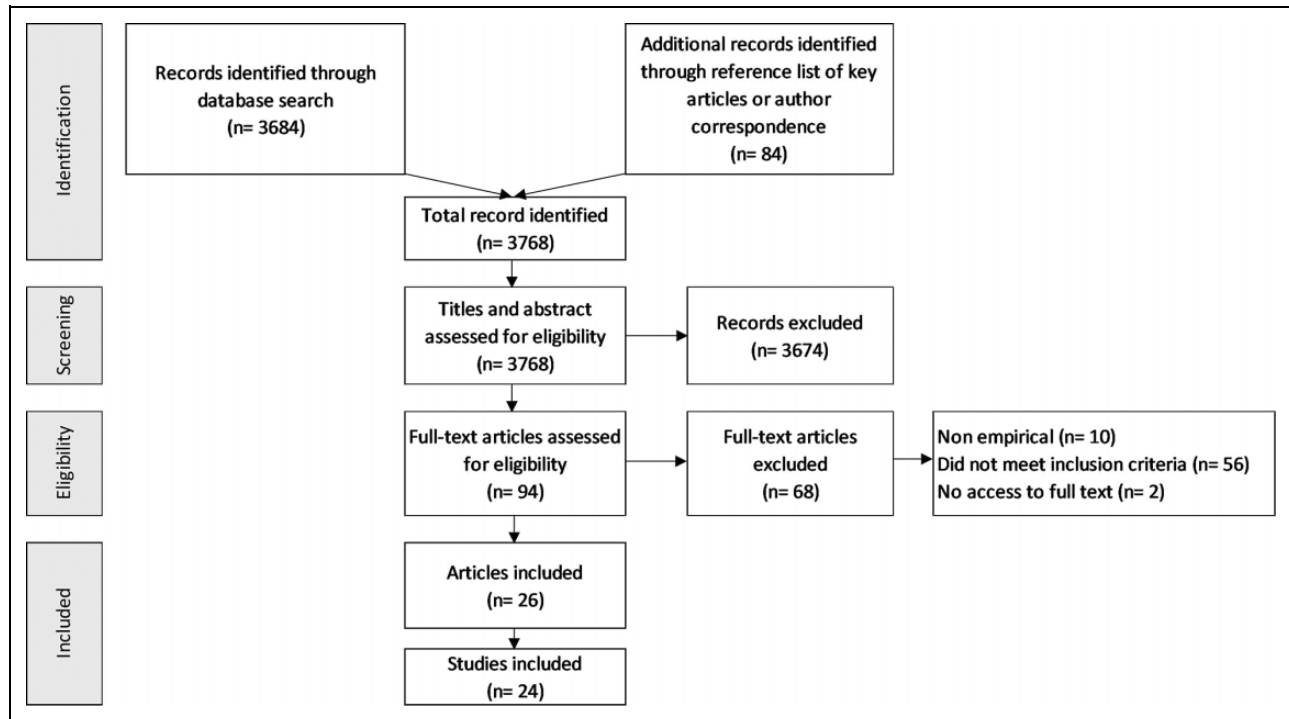 Identification
Records identified through
database search
(n= 3684)
Additional records identified
through reference list of key
articles or author
correspondence
(n= 84)
Total record identified
(n= 3768)
Screening
Titles and abstract
assessed for eligibility
(n= 3768)
Records excluded
(n= 3674)
Eligibility
Full-text articles assessed
for eligibility
(n= 94)
Full-text articles
excluded
(n= 68)
Non empirical (n= 10)
Did not meet inclusion criteria (n= 56)
No access to full text (n= 2)
Included
Articles included
(n= 26)
Studies included
(n= 24)